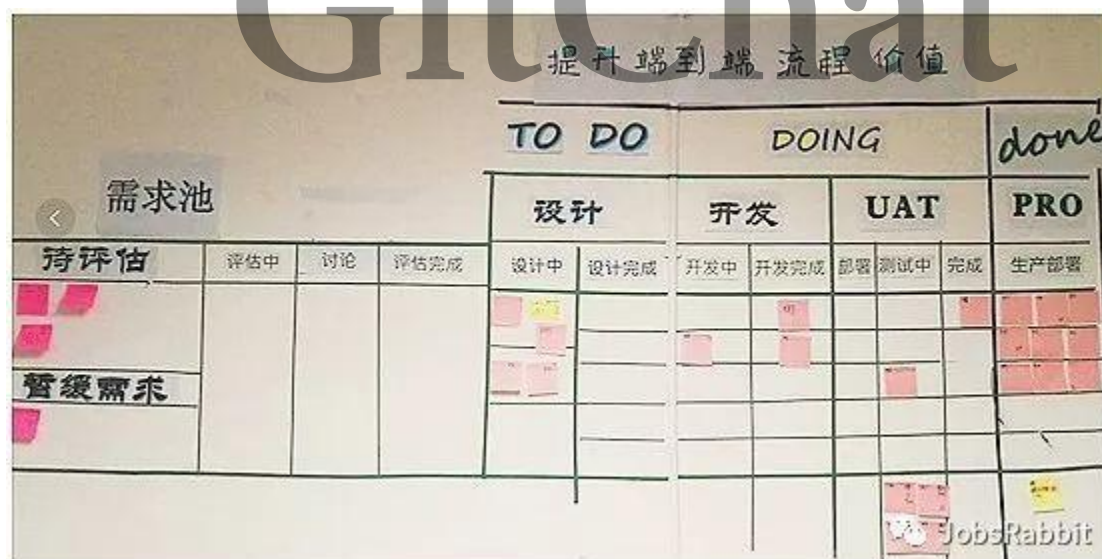 GitChat
提升端到端 流程 价值
TO DO
DOING
done
需求池
设计
开发
UAT
PRO
待评估
评估中
讨论
评估完成
设计中
设计完成
开发中
开发完成
部署
测试中
完成
生产部署
暂缓需求
JobsRabbit